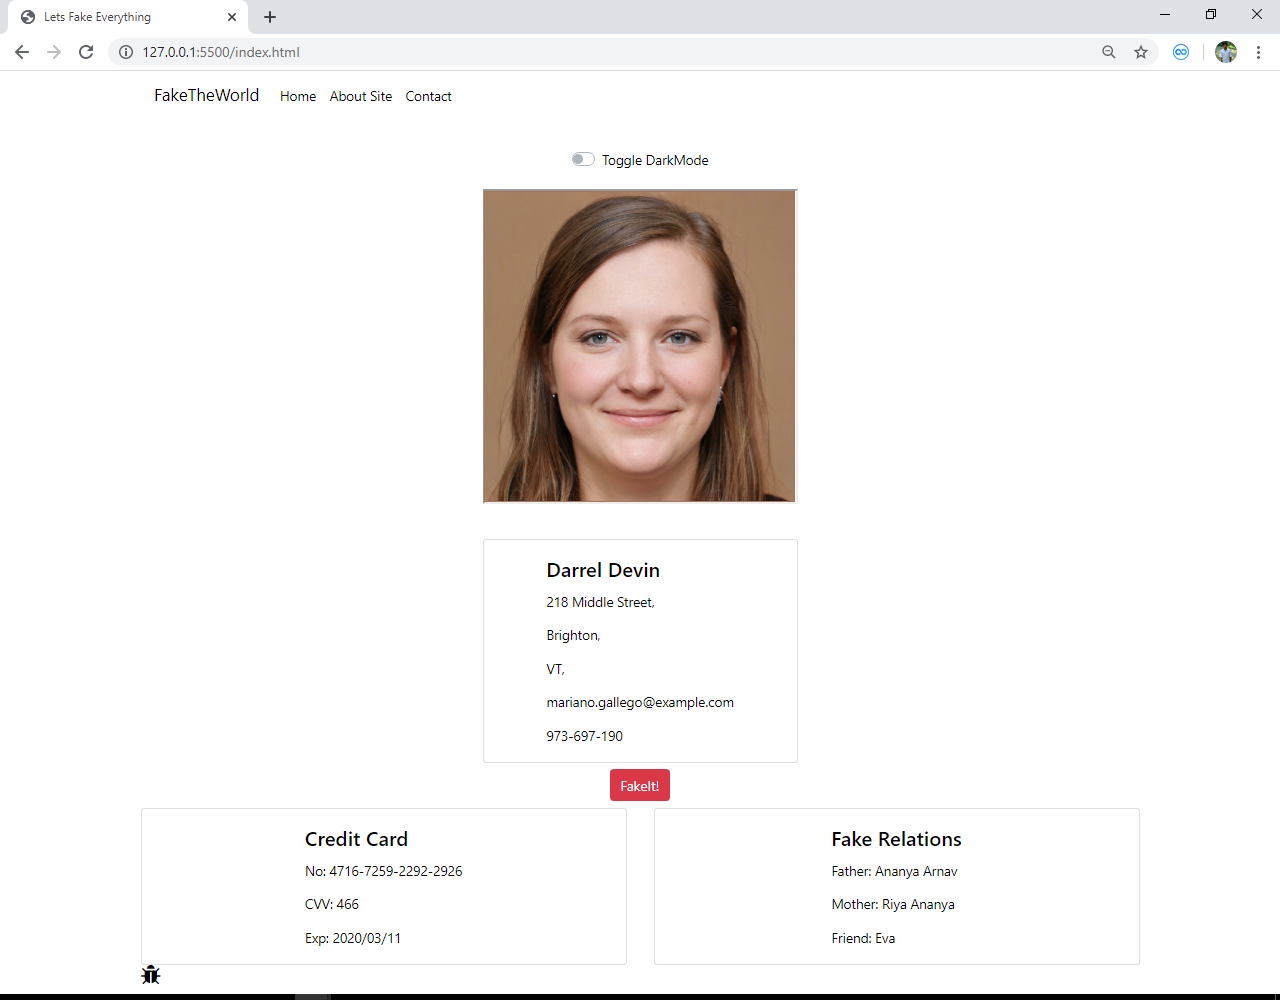 Lets Fake Everything
127.0.0.1:5500/index.html
FakeTheWorld Home About Site Contact
Toggle DarkMode
Darrel Devin
218 Middle Street,
Brighton,
VT,
mariano.gallego@example.com
973-697-190
FakeIt!
Credit Card
No: 4716-7259-2292-2926
CVV: 466
Exp: 2020/03/11
Fake Relations
Father: Ananya Arnav
Mother: Riya Ananya
Friend: Eva